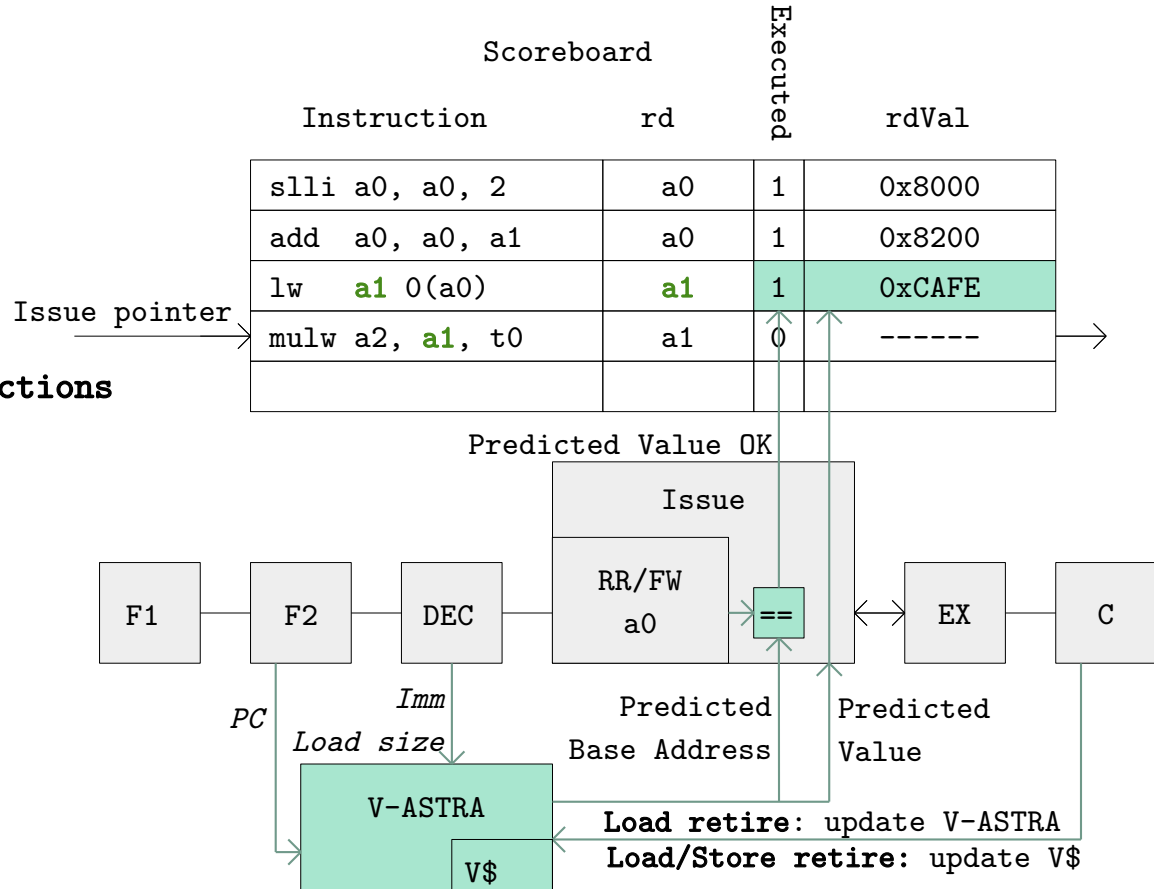 Scoreboard
Executed
Instruction rd rdVal
slli a0, a0, 2 a0 1 0x8000
add a0, a0, a1 a0 1 0x8200
lw a1 0(a0) a1 1 0xCAFE
Issue pointer
mulw a2, a1, t0 a1 0 ------
ctions
Predicted Value OK
Issue
RR/FW
a0
==
F1 F2 DEC EX C
PC
Imm
Load size
Predicted
Base Address
Predicted
Value
V-ASTRA
V$
Load retire: update V-ASTRA
Load/Store retire: update V$